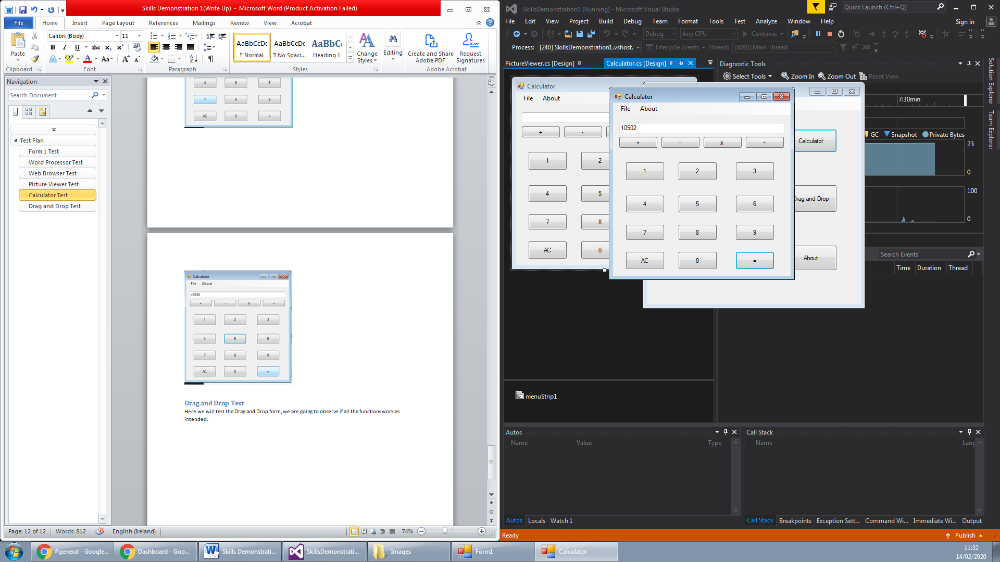 Skills Demonstration 1(Write Up) - Microsoft Word (Product Activation Failed)
File Home Insert Page Layout References Mailings Review View Acrobat
Calibri (Body) 11
Paste
B I U abc x₂ x²
Aa
AaBbCcDc AaBbCcDc AaBbCc
¶ Normal ¶ No Spaci... Heading 1
Change Styles
Editing
Create and Share Adobe PDF
Request Signatures
Clipboard Font Paragraph Styles Adobe Acrobat
Navigation
Search Document
Test Plan
Form 1 Test
Word Processor Test
Web Browser Test
Picture Viewer Test
Calculator Test
Drag and Drop Test
4 5 6
7 8 9
AC 0 =
Calculator
File About
+6535
+ - x ÷
1 2 3
4 5 6
7 8 9
AC 0 =
Drag and Drop Test
Here we will test the Drag and Drop form, we are going to observe if all the functions work as
intended.
Page: 12 of 12 Words: 812 English (Ireland) 74%
SkillsDemonstration1 (Running) - Microsoft Visual Studio
Quick Launch (Ctrl+Q)
File Edit View Project Build Debug Team Format Tools Test Analyze Window Help
Sign in
Debug Any CPU Continue
Process: [240] SkillsDemonstration1.vshost. Lifecycle Events Thread: [5080] Main Thread
PictureViewer.cs [Design] Calculator.cs [Design]
Diagnostic Tools
Select Tools Zoom In Zoom Out Reset View
Solution Explorer
Team Explorer
7:30min
GC Snapshot Private Bytes
23
0
100
0
Search Events
Time Duration Thread
Calculator
File About
+ -
1 2
4 5
7 8
AC 0
Calculator
File About
10502
+ - x ÷
1 2 3
4 5 6
7 8 9
AC 0 =
Calculator
Drag and Drop
About
menuStrip1
Autos
Name Value Type
Call Stack
Name Lang
Autos Locals Watch 1
Call Stack Breakpoints Exception Sett... Command Wi... Immediate Wi... Output
Ready
Publish
#general - Google... Dashboard - Goo... Skills Demonstrati... SkillsDemonstrati... Images Form1 Calculator
11:32
14/02/2020